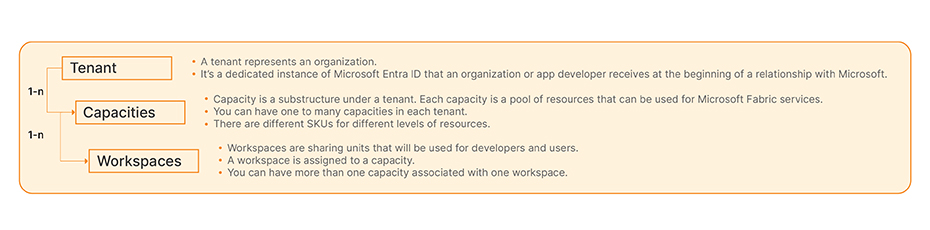 Tenant
• A tenant represents an organization.
• It's a dedicated instance of Microsoft Entra ID that an organization or app developer receives at the beginning of a relationship with Microsoft.
1-n
Capacities
• Capacity is a substructure under a tenant. Each capacity is a pool of resources that can be used for Microsoft Fabric services.
• You can have one to many capacities in each tenant.
• There are different SKUs for different levels of resources.
1-n
Workspaces
• Workspaces are sharing units that will be used for developers and users.
• A workspace is assigned to a capacity.
• You can have more than one capacity associated with one workspace.